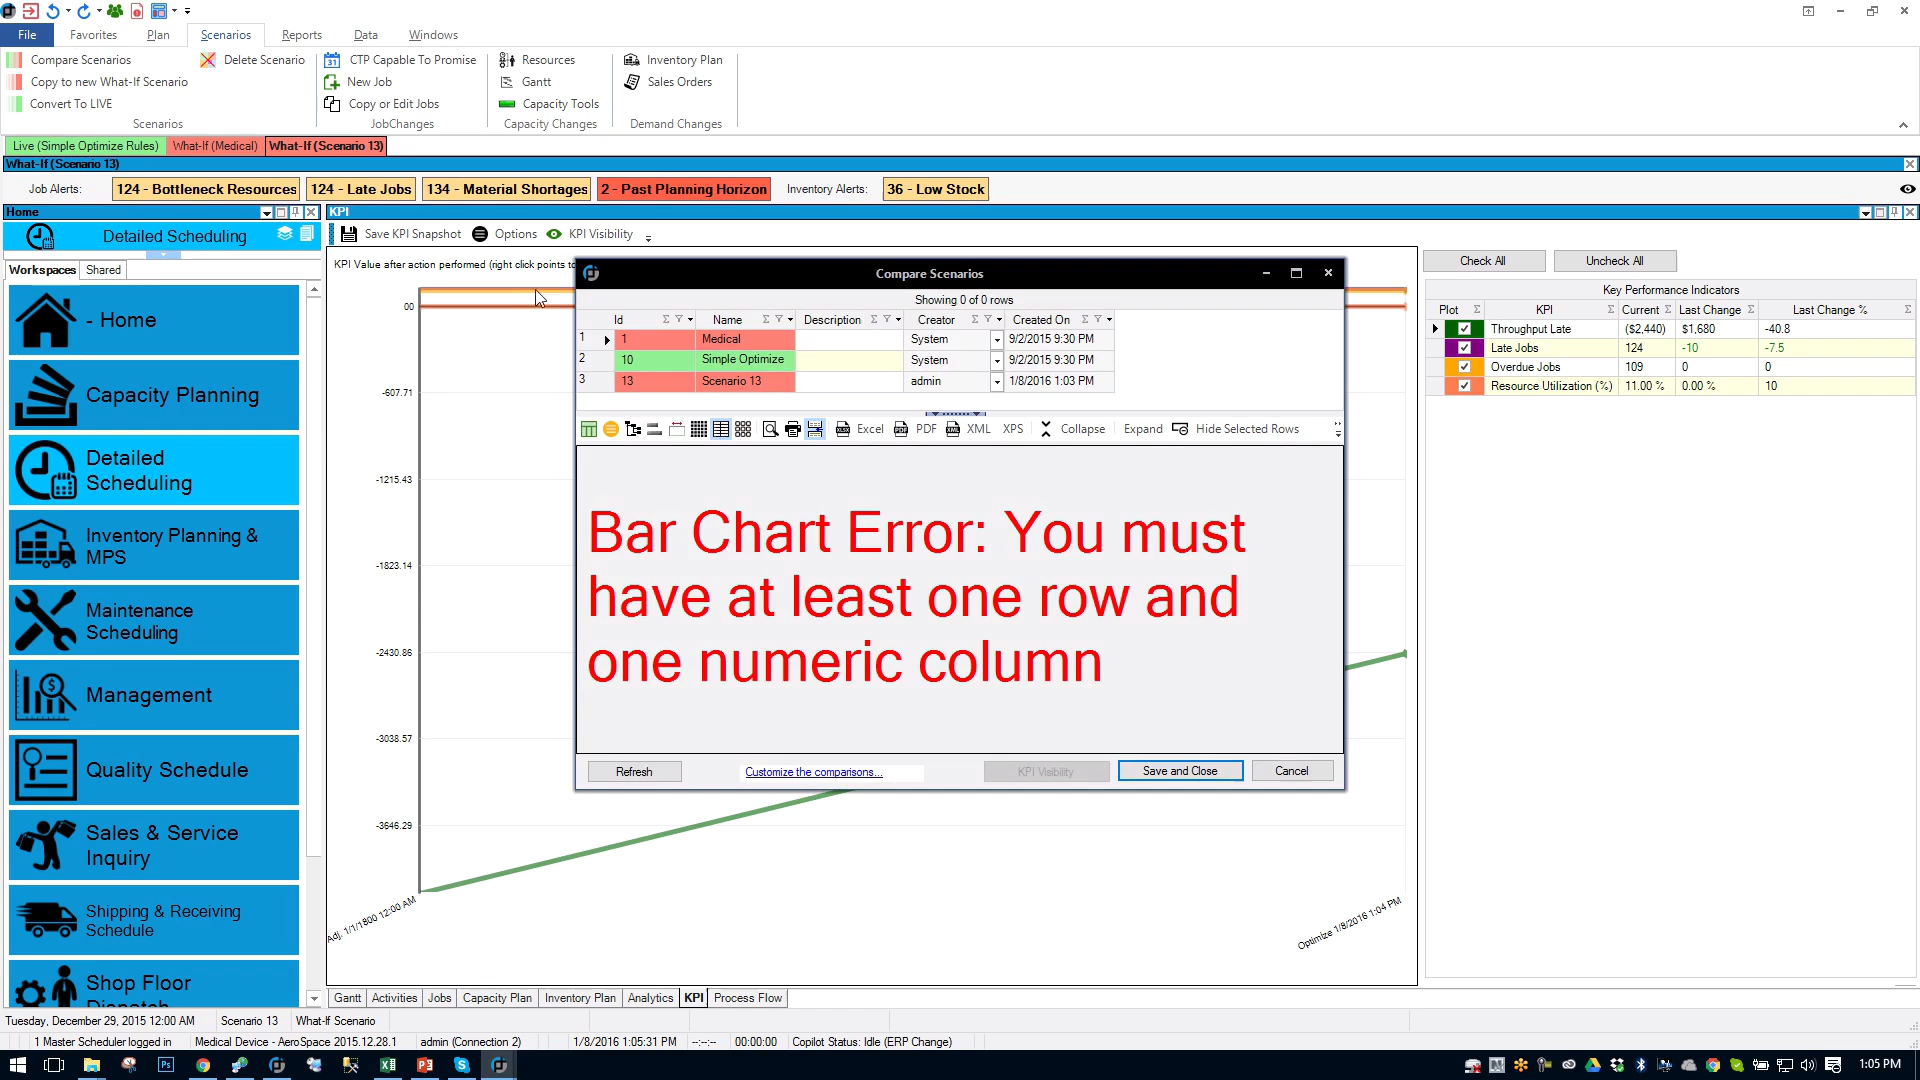 File Favorites Plan Scenarios Reports Data Windows
Compare Scenarios Delete Scenario CTP Capable To Promise Resources Inventory Plan
Copy to new What-If Scenario New Job Gantt Sales Orders
Convert To LIVE Copy or Edit Jobs Capacity Tools
Scenarios JobChanges Capacity Changes Demand Changes
Live (Simple Optimize Rules) What-If (Medical) What-If (Scenario 13)
What-If (Scenario 13)
Job Alerts: 124 - Bottleneck Resources 124 - Late Jobs 134 - Material Shortages 2 - Past Planning Horizon Inventory Alerts: 36 - Low Stock
Home KPI
Detailed Scheduling Save KPI Snapshot Options KPI Visibility
Workspaces Shared
- Home
Capacity Planning
Detailed
Scheduling
Inventory Planning &
MPS
Maintenance
Scheduling
Management
Quality Schedule
Sales & Service
Inquiry
Shipping & Receiving
Schedule
Shop Floor
Dispatch
KPI Value after action performed (right click points to
00
-607.71
-1215.43
-1823.14
-2430.86
-3038.57
-3646.29
Adj. 1/1/1800 12:00 AM
Optimize 1/8/2016 1:04 PM
Compare Scenarios
Showing 0 of 0 rows
Id Name Description Creator Created On
1 1 Medical System 9/2/2015 9:30 PM
2 10 Simple Optimize System 9/2/2015 9:30 PM
3 13 Scenario 13 admin 1/8/2016 1:03 PM
Excel PDF XML XPS Collapse Expand Hide Selected Rows
Bar Chart Error: You must
have at least one row and
one numeric column
Refresh Customize the comparisons... KPI Visibility Save and Close Cancel
Check All Uncheck All
Key Performance Indicators
Plot KPI Current Last Change Last Change %
Throughput Late ($2,440) $1,680 -40.8
Late Jobs 124 -10 -7.5
Overdue Jobs 109 0 0
Resource Utilization (%) 11.00 % 0.00 % 10
Gantt Activities Jobs Capacity Plan Inventory Plan Analytics KPI Process Flow
Tuesday, December 29, 2015 12:00 AM Scenario 13 What-If Scenario
1 Master Scheduler logged in Medical Device - AeroSpace 2015.12.28.1 admin (Connection 2) 1/8/2016 1:05:31 PM --:--:-- 00:00:00 Copilot Status: Idle (ERP Change)
1:05 PM